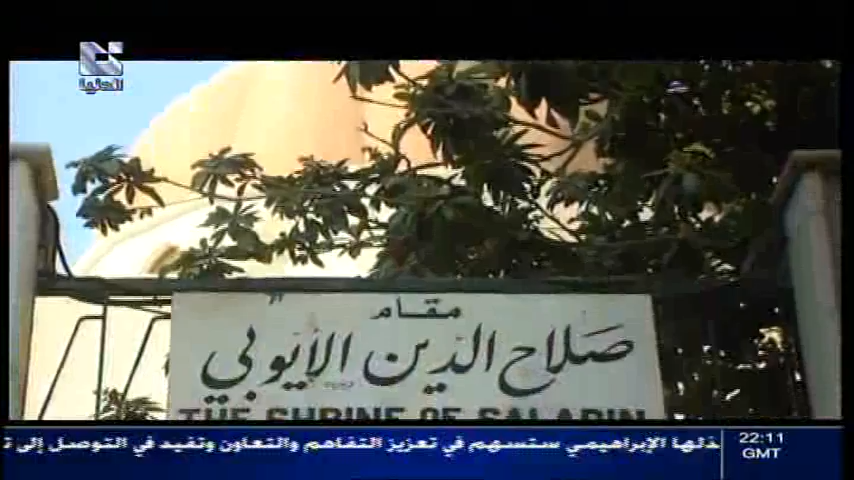 الدنيا
مقام
صلاح الدين الأيوبي
THE SHRINE OF SALADIN
الإبراهيمي ستسهم في تعزيز التفاهم والتعاون وتفيد في التوصل إلى
22:11
GMT